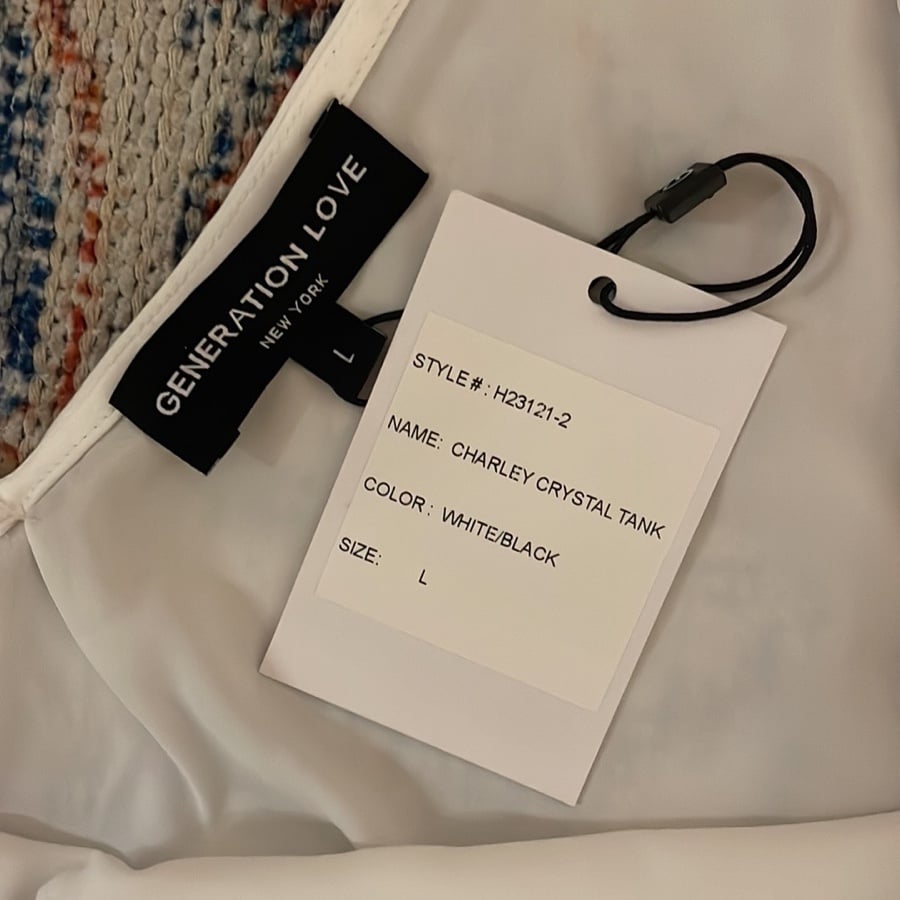 GENERATION LOVE
NEW YORK
L
STYLE#: H23121-2
NAME: CHARLEY CRYSTAL TANK
COLOR: WHITE/BLACK
SIZE: L